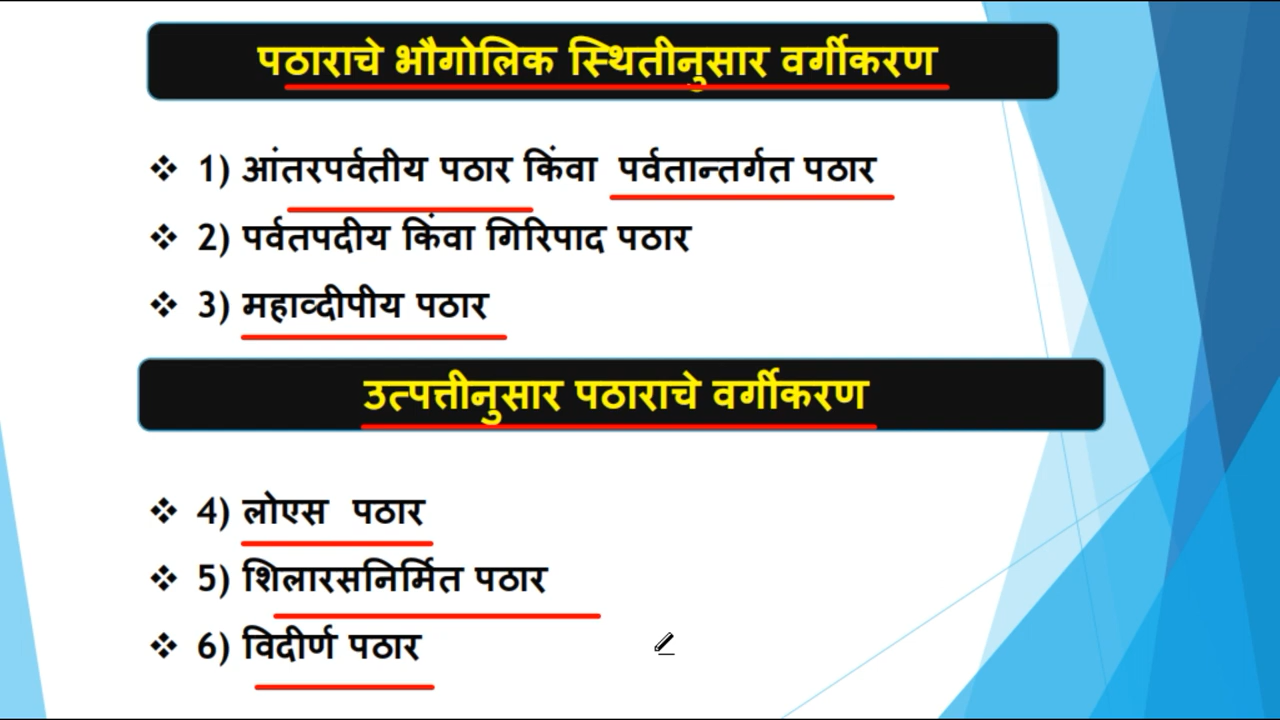 पठाराचे भौगोलिक स्थितीनुसार वर्गीकरण
❖ 1) आंतरपर्वतीय पठार किंवा पर्वतान्तर्गत पठार
❖ 2) पर्वतपदीय किंवा गिरिपाद पठार
❖ 3) महाव्दीपीय पठार
उत्पत्तीनुसार पठाराचे वर्गीकरण
❖ 4) लोएस पठार
❖ 5) शिलारसनिर्मित पठार
❖ 6) विदीर्ण पठार